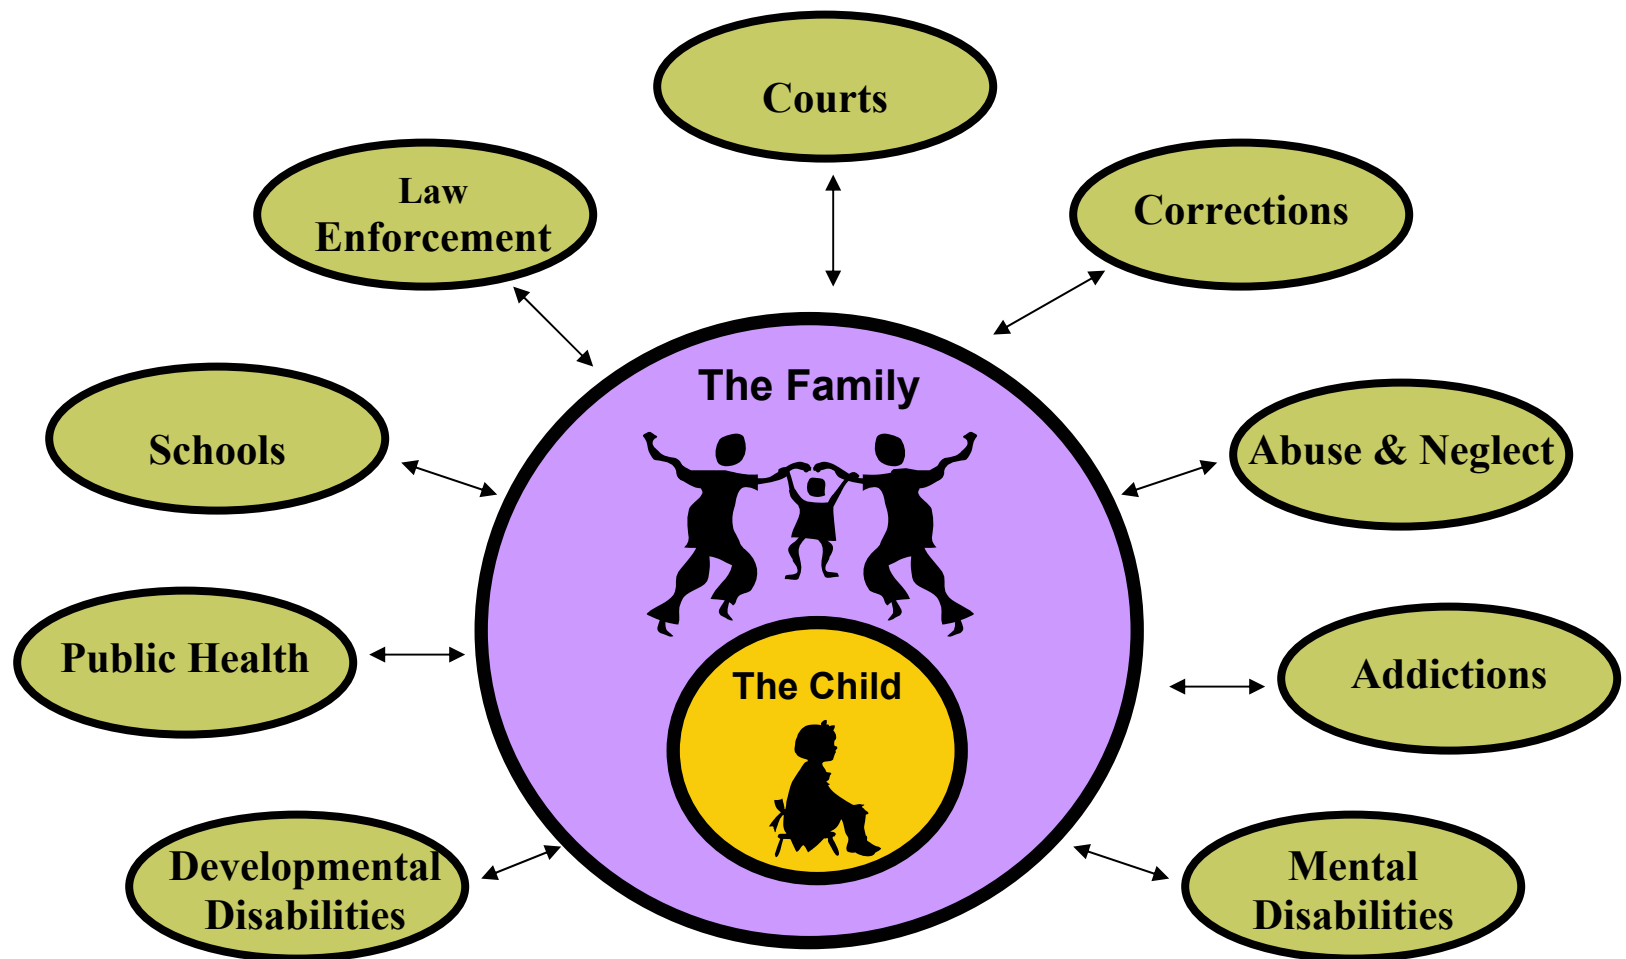 Courts
Law
Enforcement
Corrections
The Family
Schools
Abuse & Neglect
Public Health
The Child
Addictions
Developmental
Disabilities
Mental
Disabilities